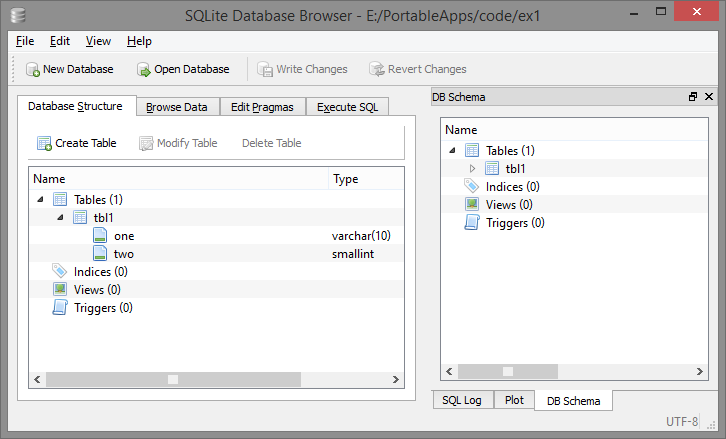 SQLite Database Browser - E:/PortableApps/code/ex1
File Edit View Help
New Database Open Database Write Changes Revert Changes
Database Structure Browse Data Edit Pragmas Execute SQL
Create Table Modify Table Delete Table
Name Type
Tables (1)
tbl1
one varchar(10)
two smallint
Indices (0)
Views (0)
Triggers (0)
DB Schema
Name
Tables (1)
tbl1
Indices (0)
Views (0)
Triggers (0)
SQL Log Plot DB Schema
UTF-8